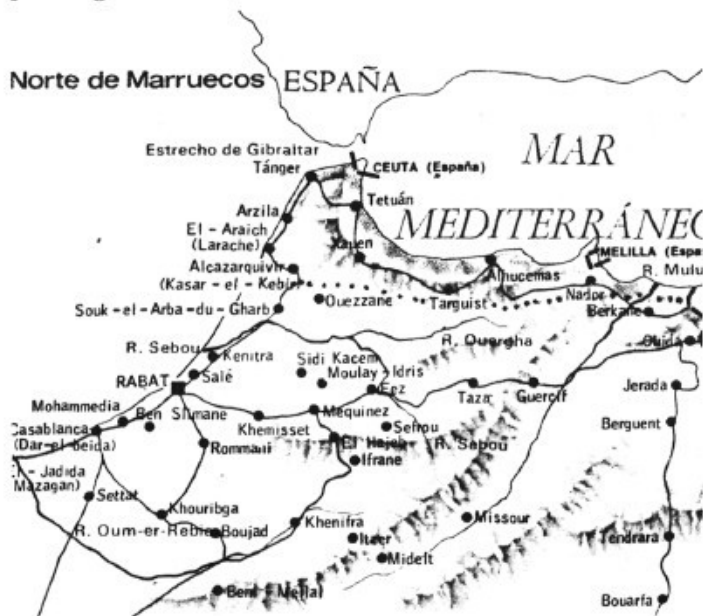 Norte de Marruecos
ESPAÑA
Estrecho de Gibraltar
Tánger
CEUTA (España)
MAR
MEDITERRÁNEO
Tetuán
Arzila
El-Araich
(Larache)
Xauen
Alcazarquivir
(Kasar-el-Kebir)
Alhucemas
MELILLA (Espa
R. Mulu
Ouezzane
Targuist
Nador
Souk-el-Arba-du-Gharb
Berkane
R. Ouergha
R. Sebou
Kenitra
Sidi Kacem
Moulay-Idris
RABAT
Salé
Fez
Taza
Guercif
Jerada
Mohammedia
Ben Slimane
Mequinez
Khemisset
Sefrou
Berguent
Casablanca
(Dar-el-beida)
Rommani
El Hajeb
R. Sebou
Ifrane
El-Jadida
Mazagan)
Settat
Khouribga
Khenifra
Missour
R. Oum-er-Rebia
Boujad
Itzer
Tendrara
Midelt
Beni-Mellal
Bouarfa